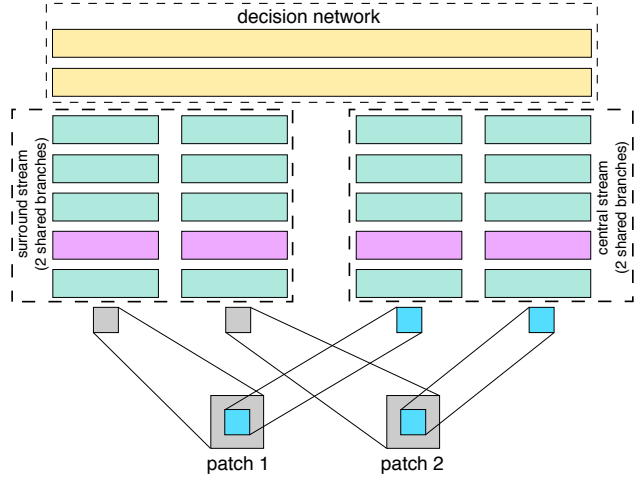 decision network
surround stream
(2 shared branches)
central stream
(2 shared branches)
patch 1
patch 2